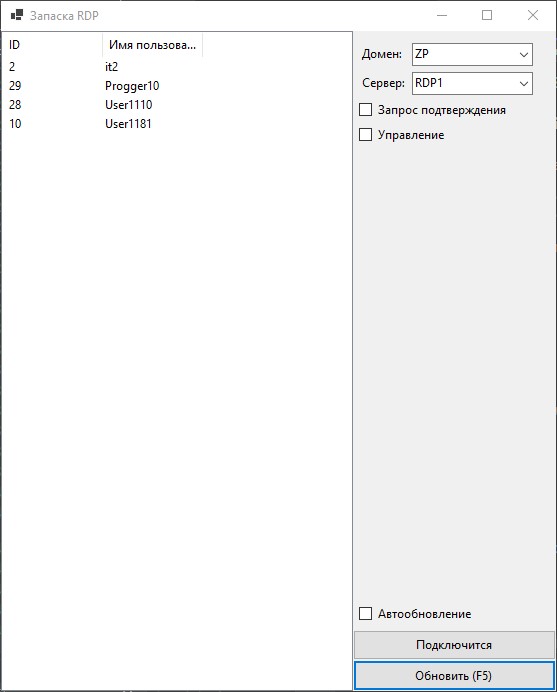 Запаска RDP
ID Имя пользова...
2 it2
29 Progger10
28 User1110
10 User1181
Домен: ZP
Сервер: RDP1
Запрос подтверждения
Управление
Автообновление
Подключится
Обновить (F5)